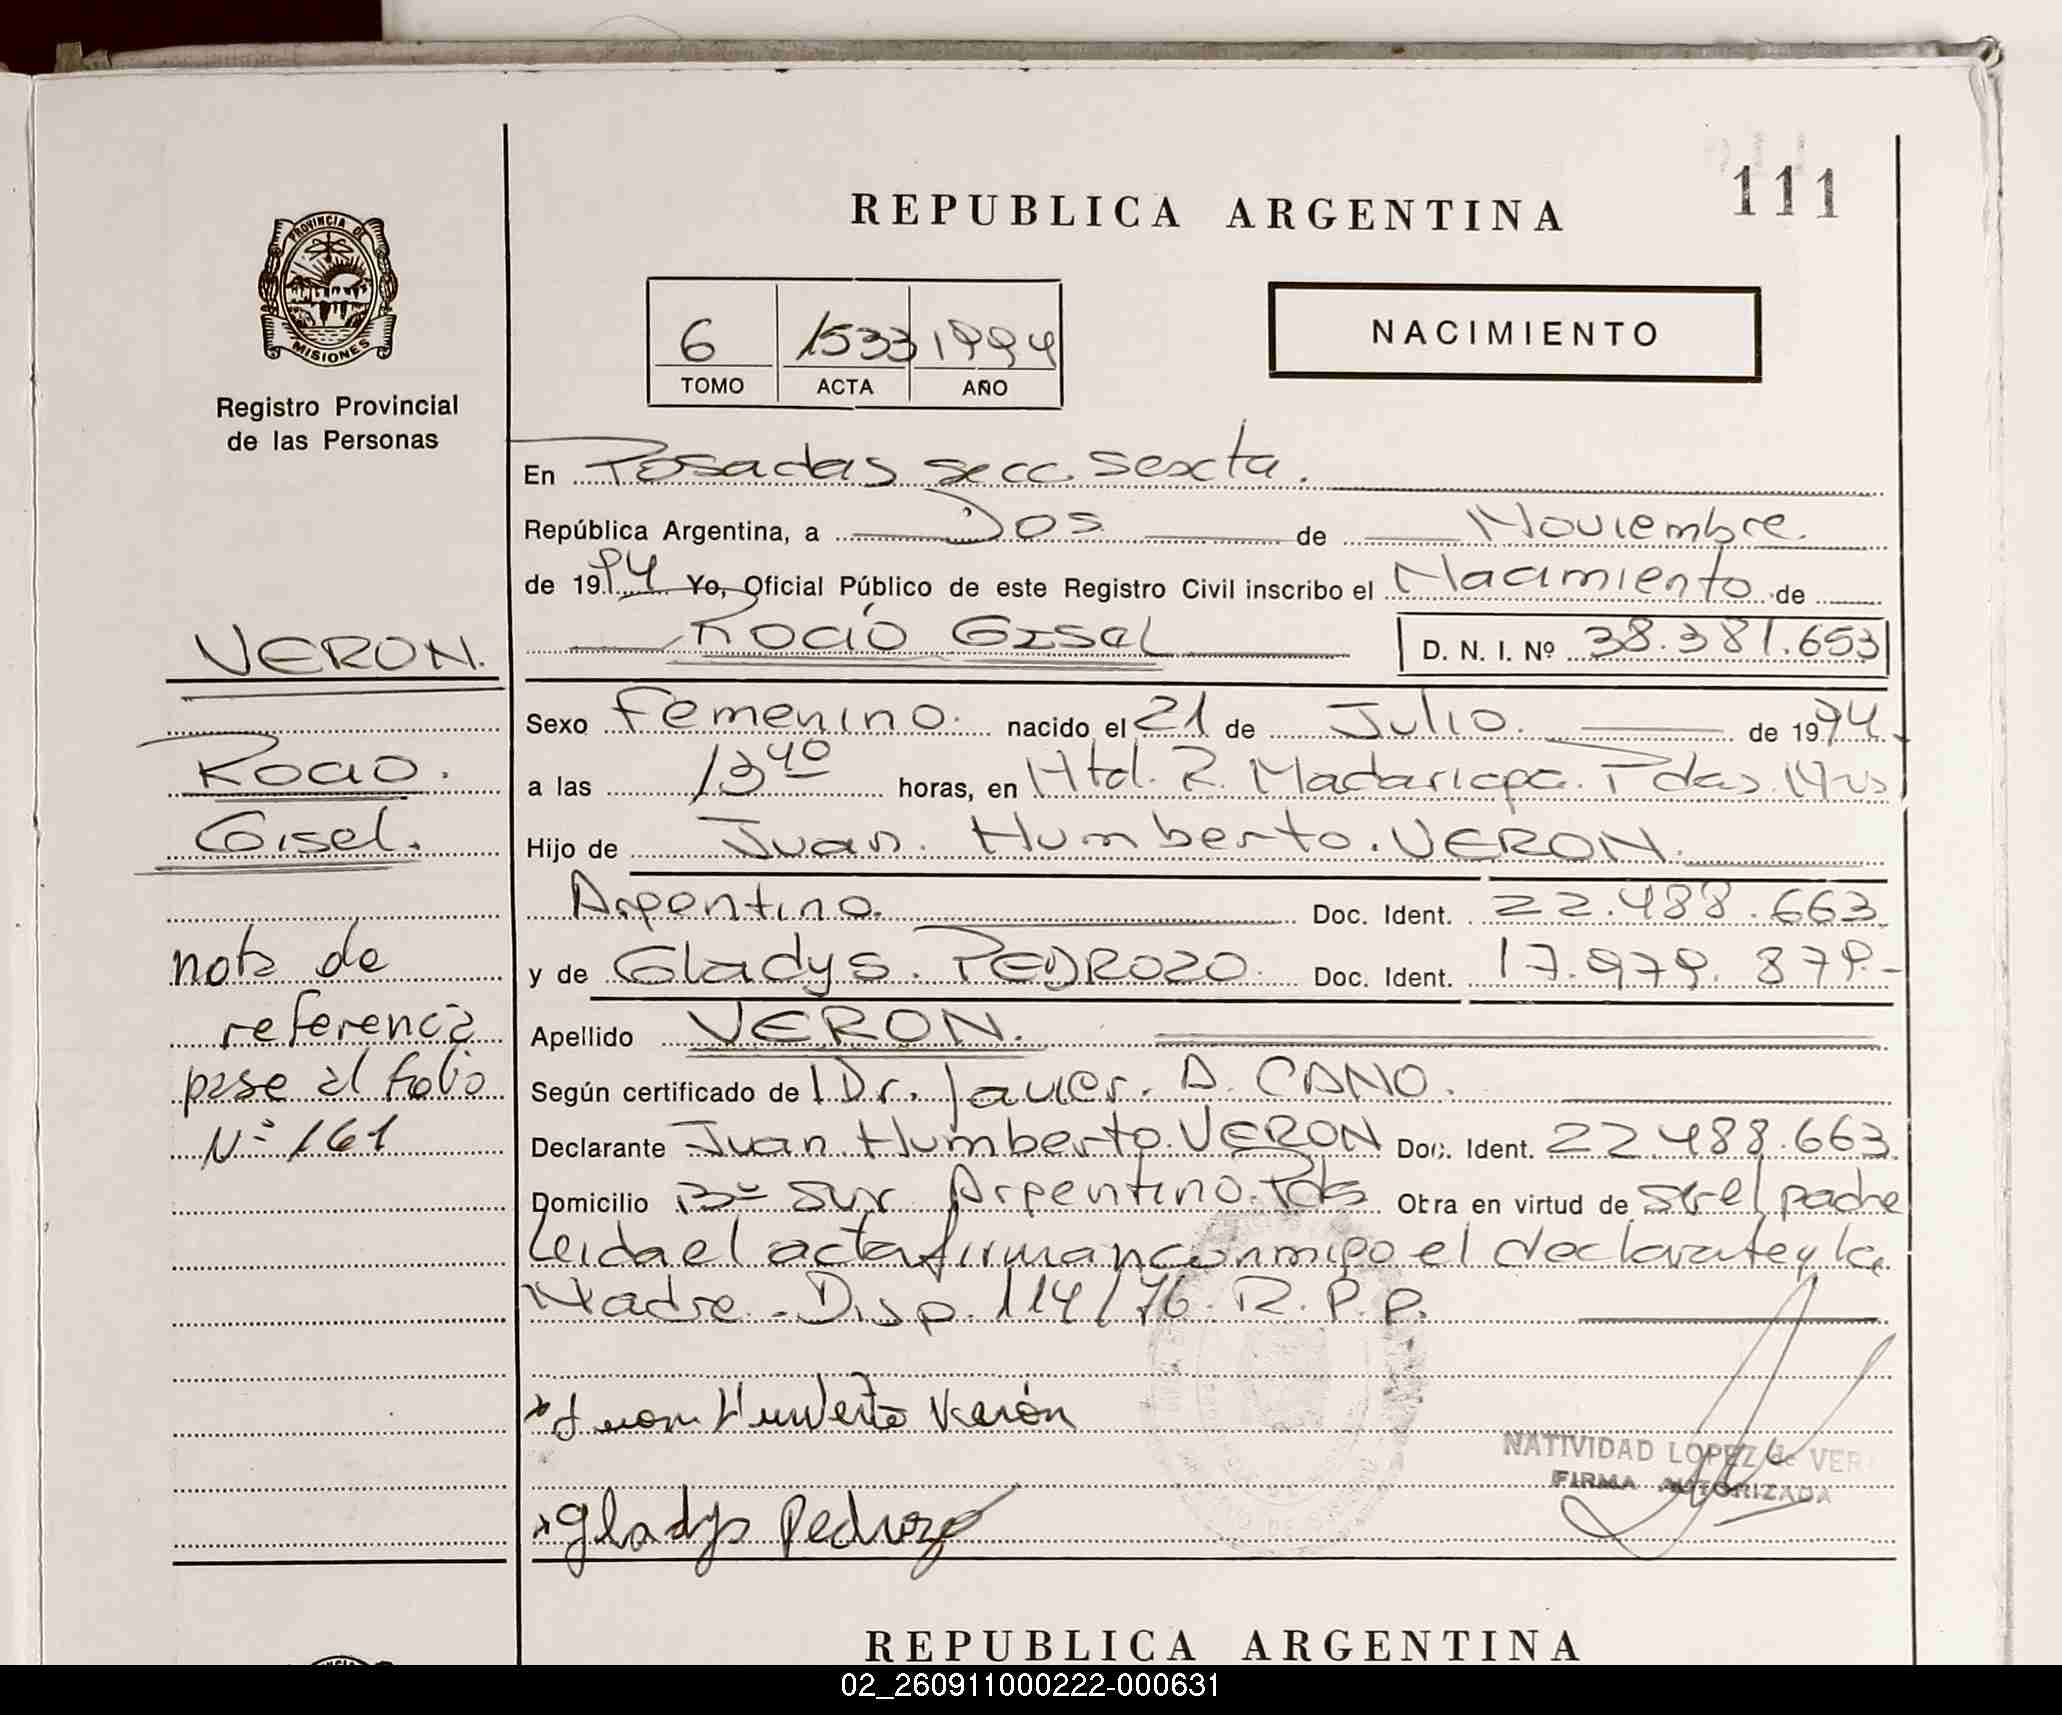 111
REPUBLICA ARGENTINA
PROVINCIA DE
MISIONES
Registro Provincial
de las Personas
6 1533 1994
TOMO ACTA AÑO
NACIMIENTO
En Posadas secc. Sexta.
República Argentina, a Dos de Noviembre.
de 1994 Yo, Oficial Público de este Registro Civil inscribo el Nacimiento de
Rocío Gisel D. N. I. Nº 38.381.653
VERON.
Rocio.
Gisel.
nota de
referencia
pase al folio
Nº 161
Sexo Femenino. nacido el 21 de Julio. de 1994.
a las 13 40 horas, en Htal. R. Madariaga. Pdas. Mns
Hijo de Juan. Humberto. VERON.
Argentino. Doc. Ident. 22.488.663.
y de Gladys. PEDROZO. Doc. Ident. 17.979.879.-
Apellido VERON.
Según certificado de Dr. Javier. A. CANO.
Declarante Juan. Humberto. VERON Doc. Ident. 22.488.663.
Domicilio Bº Sur Argentino. Pdas Otra en virtud de ser el padre
Leida el acta firman conmigo el declarante y la
Madre.- Disp. 114/76. R.P.P.
Juan Humberto Verón
Gladys Pedrozo
NATIVIDAD LOPEZ de VER
FIRMA AUTORIZADA
REPUBLICA ARGENTINA
02_260911000222-000631